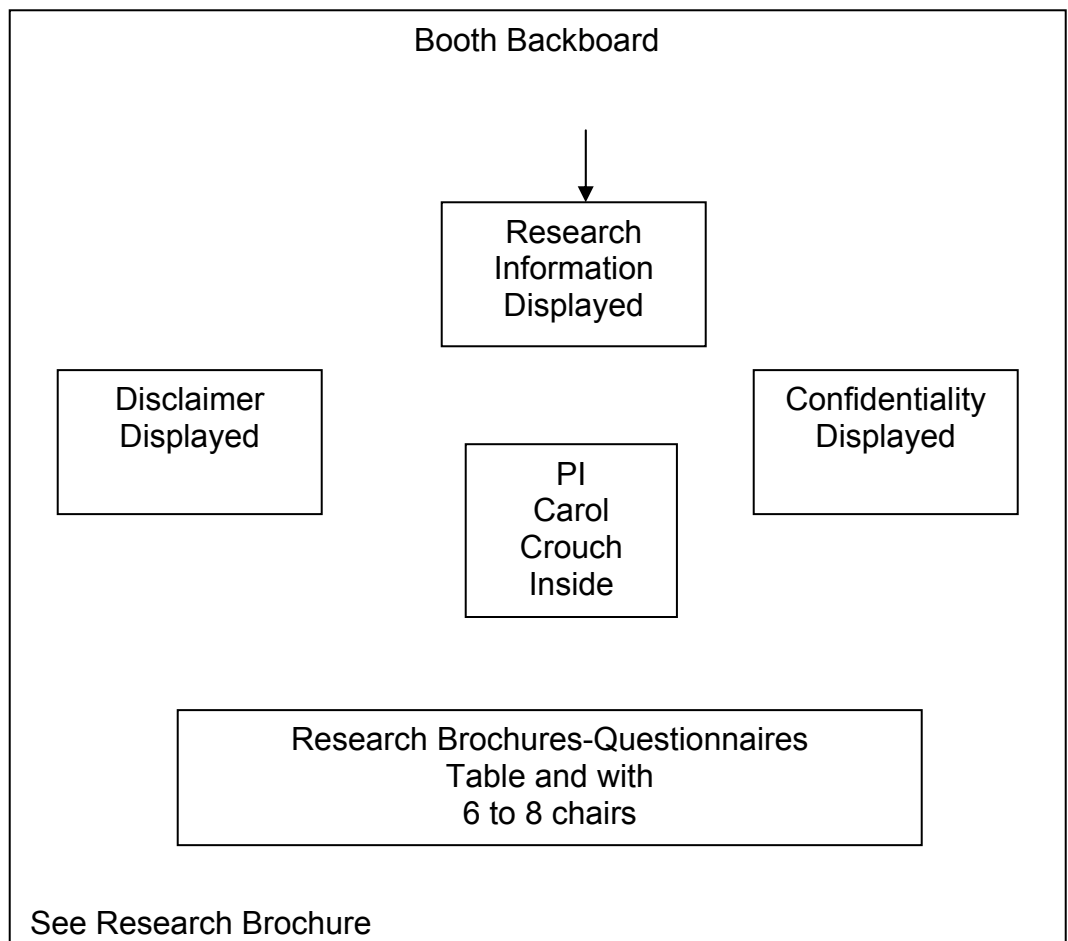 Booth Backboard
Research
Information
Displayed
Disclaimer
Displayed
Confidentiality
Displayed
PI
Carol
Crouch
Inside
Research Brochures-Questionnaires
Table and with
6 to 8 chairs
See Research Brochure